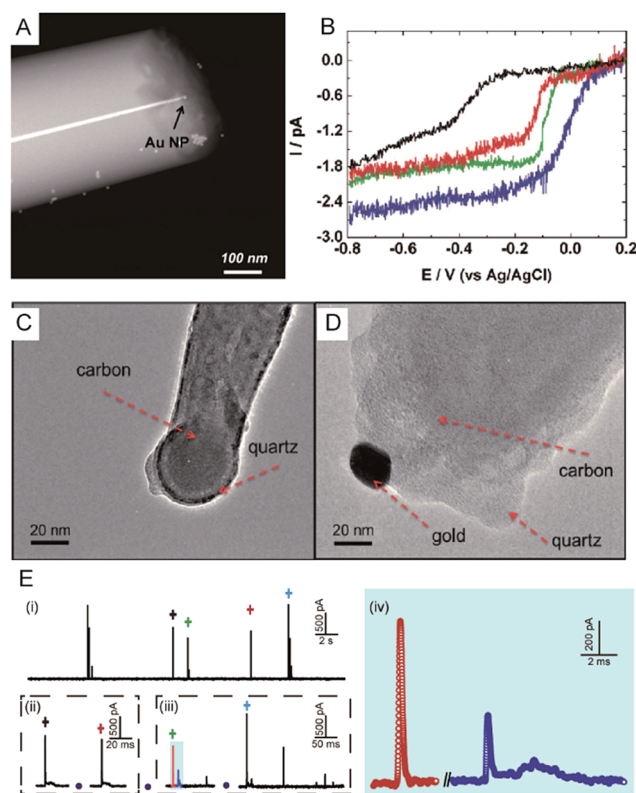 A
Au NP
100 nm
B
I / pA
0.0
-0.6
-1.2
-1.8
-2.4
-3.0
-0.8
-0.6
-0.4
-0.2
0.0
0.2
E / V (vs Ag/AgCl)
C
carbon
quartz
20 nm
D
carbon
gold
quartz
20 nm
E
(i)
500 pA
2 s
(ii)
500 pA
20 ms
(iii)
500 pA
50 ms
(iv)
200 pA
2 ms
//